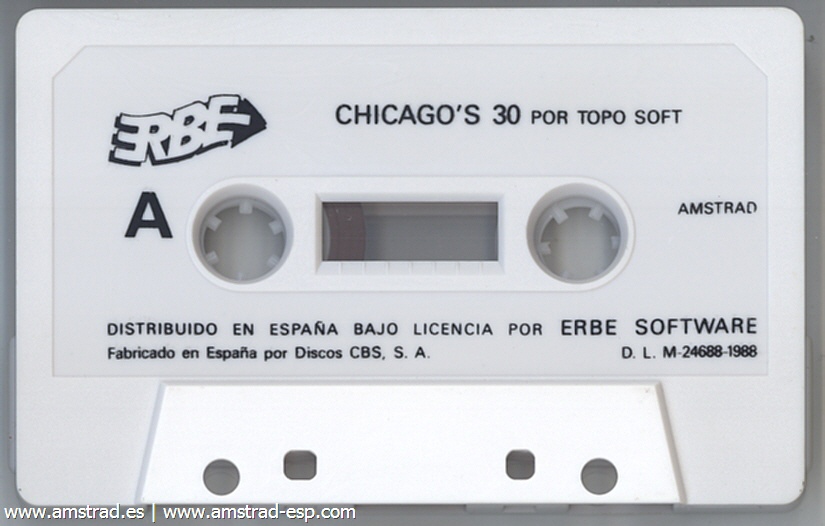 ERBE
CHICAGO'S 30 POR TOPO SOFT
A
AMSTRAD
DISTRIBUIDO EN ESPAÑA BAJO LICENCIA POR ERBE SOFTWARE
Fabricado en España por Discos CBS, S. A.
D. L. M-24688-1988
www.amstrad.es | www.amstrad-esp.com